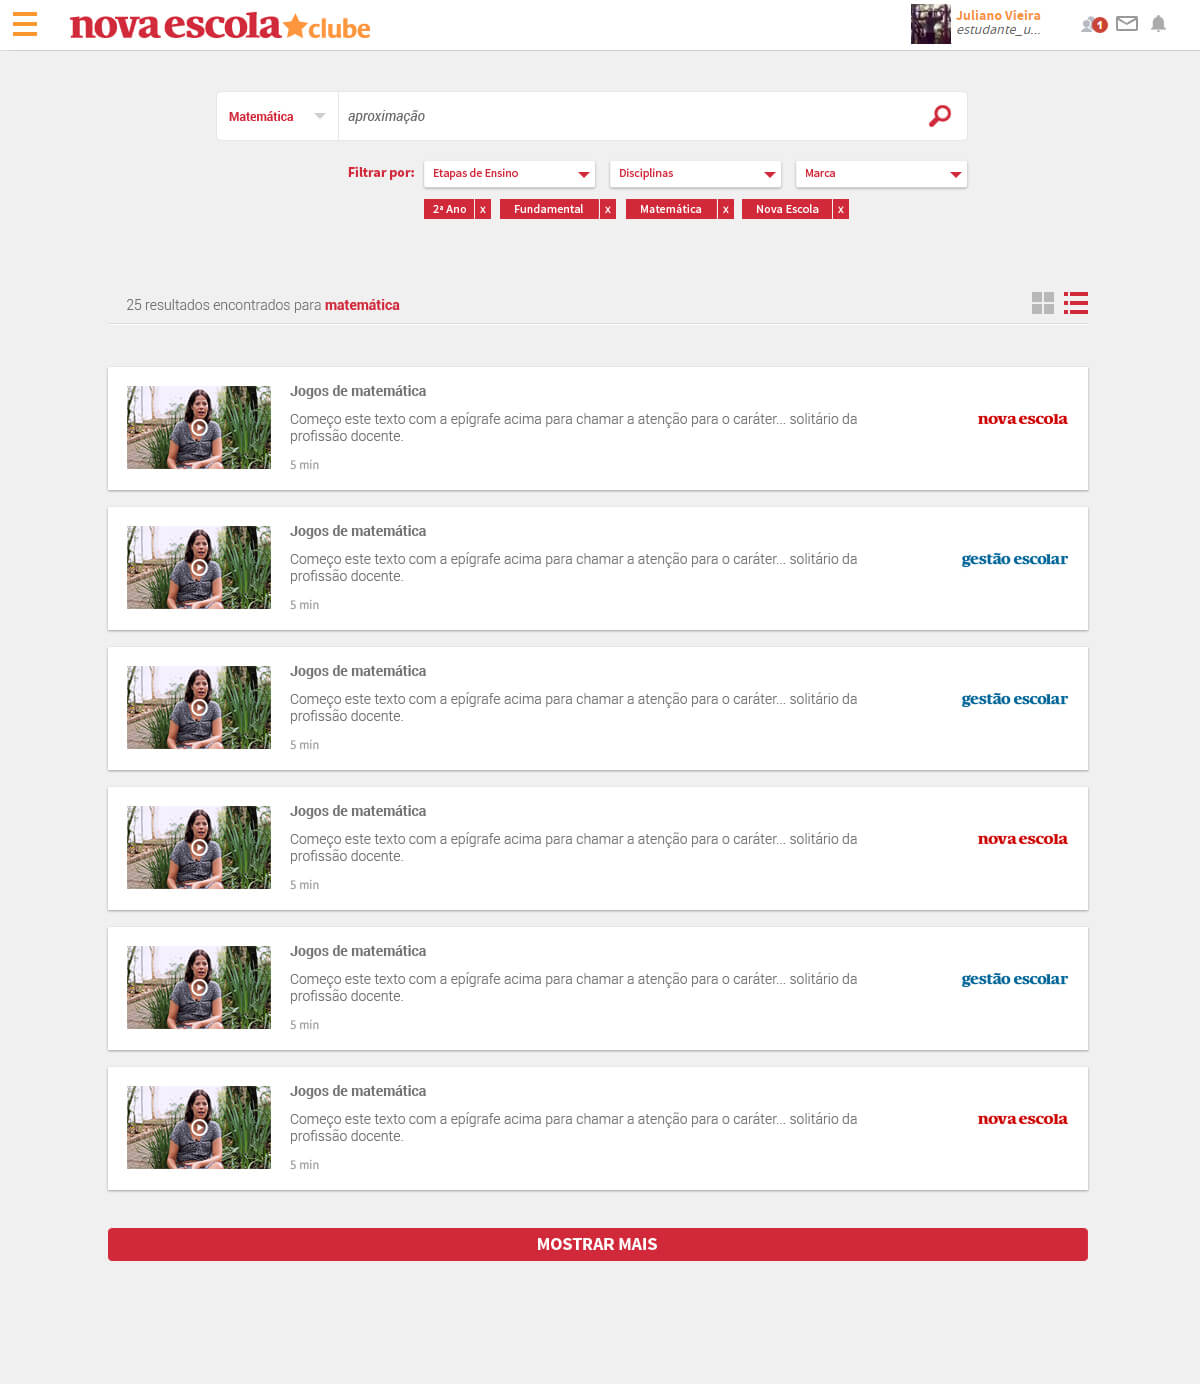 nova escola clube
Juliano Vieira
estudante_u...
1
Matemática
aproximação
Filtrar por:
Etapas de Ensino
Disciplinas
Marca
2ª Ano x
Fundamental x
Matemática x
Nova Escola x
25 resultados encontrados para matemática
Jogos de matemática
Começo este texto com a epígrafe acima para chamar a atenção para o caráter... solitário da
profissão docente.
5 min
nova escola
Jogos de matemática
Começo este texto com a epígrafe acima para chamar a atenção para o caráter... solitário da
profissão docente.
5 min
gestão escolar
Jogos de matemática
Começo este texto com a epígrafe acima para chamar a atenção para o caráter... solitário da
profissão docente.
5 min
gestão escolar
Jogos de matemática
Começo este texto com a epígrafe acima para chamar a atenção para o caráter... solitário da
profissão docente.
5 min
nova escola
Jogos de matemática
Começo este texto com a epígrafe acima para chamar a atenção para o caráter... solitário da
profissão docente.
5 min
gestão escolar
Jogos de matemática
Começo este texto com a epígrafe acima para chamar a atenção para o caráter... solitário da
profissão docente.
5 min
nova escola
MOSTRAR MAIS